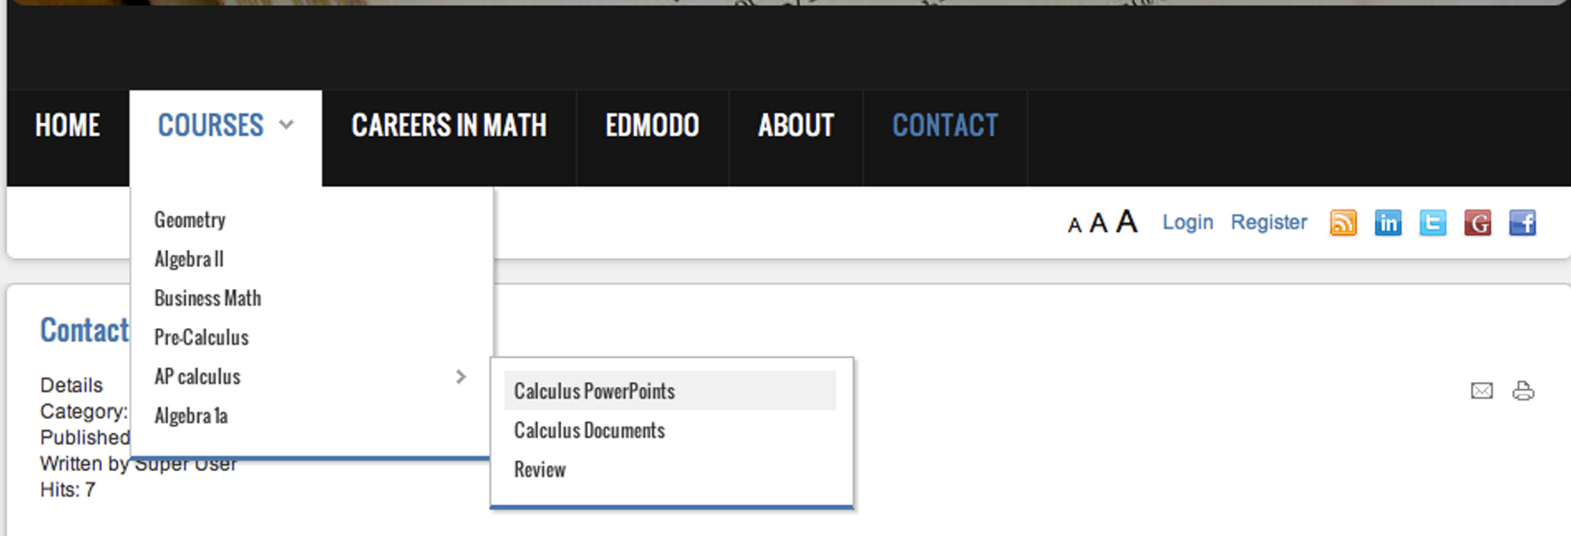 HOME COURSES CAREERS IN MATH EDMODO ABOUT CONTACT
A A A Login Register
Geometry
Algebra II
Business Math
Pre-Calculus
AP calculus
Algebra 1a
Calculus PowerPoints
Calculus Documents
Review
Contact
Details
Category:
Published
Written by Super User
Hits: 7